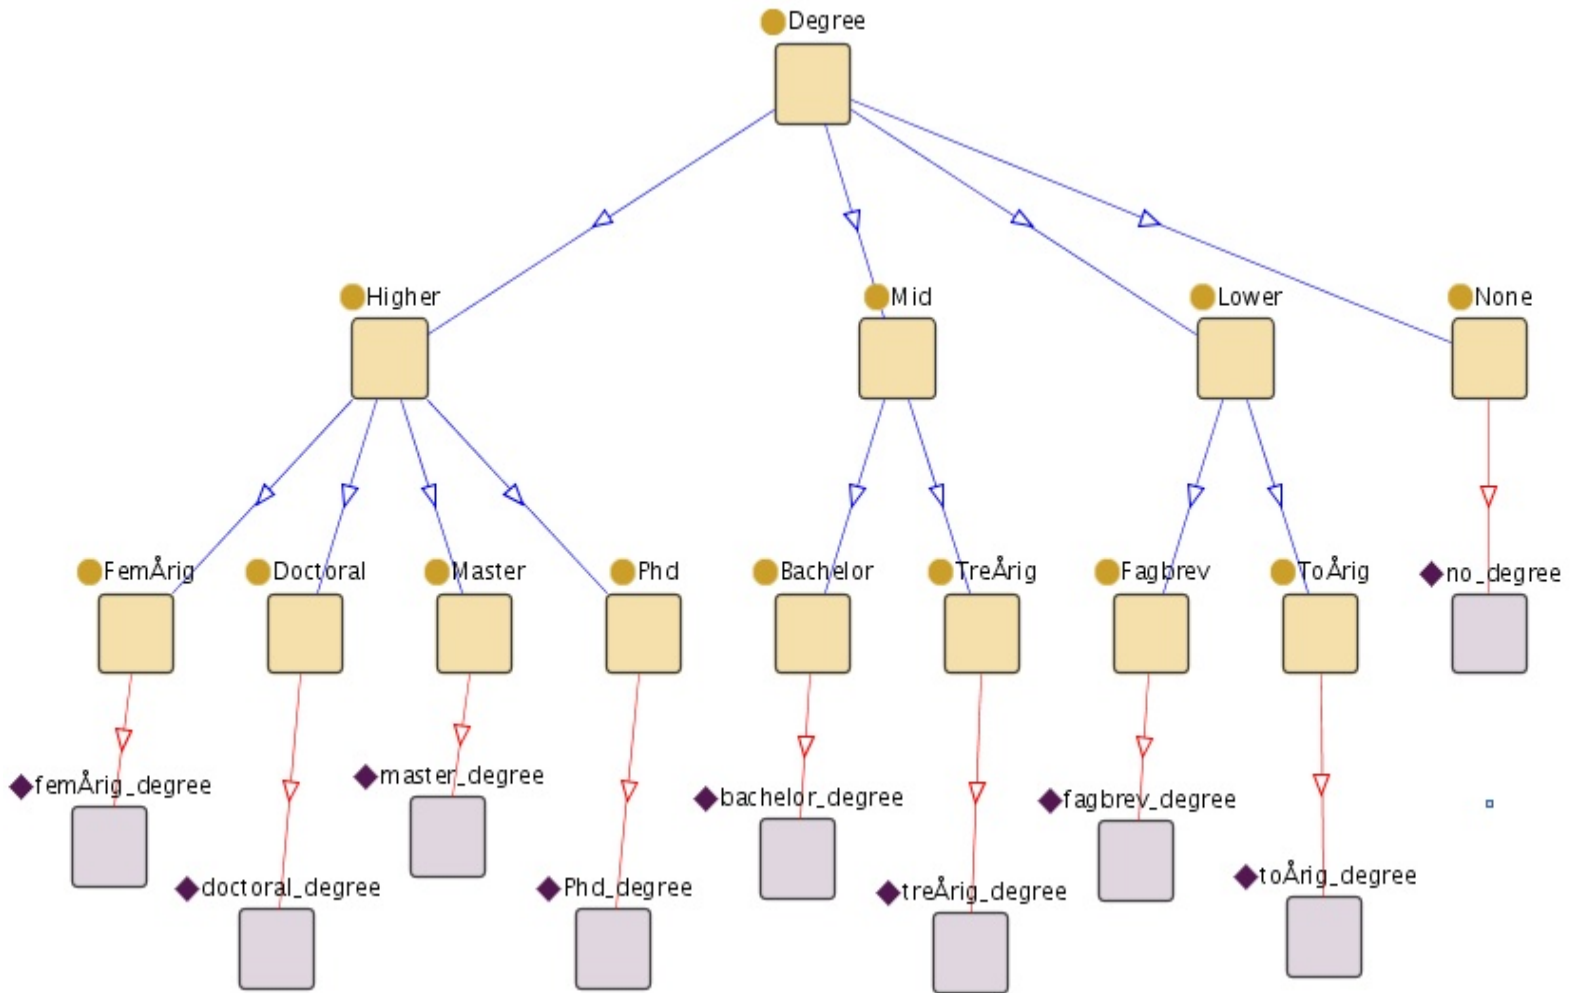 Degree
Higher
Mid
Lower
None
FemÅrig
Doctoral
Master
Phd
Bachelor
TreÅrig
Fagbrev
ToÅrig
no_degree
femÅrig_degree
master_degree
bachelor_degree
fagbrev_degree
doctoral_degree
Phd_degree
treÅrig_degree
toÅrig_degree